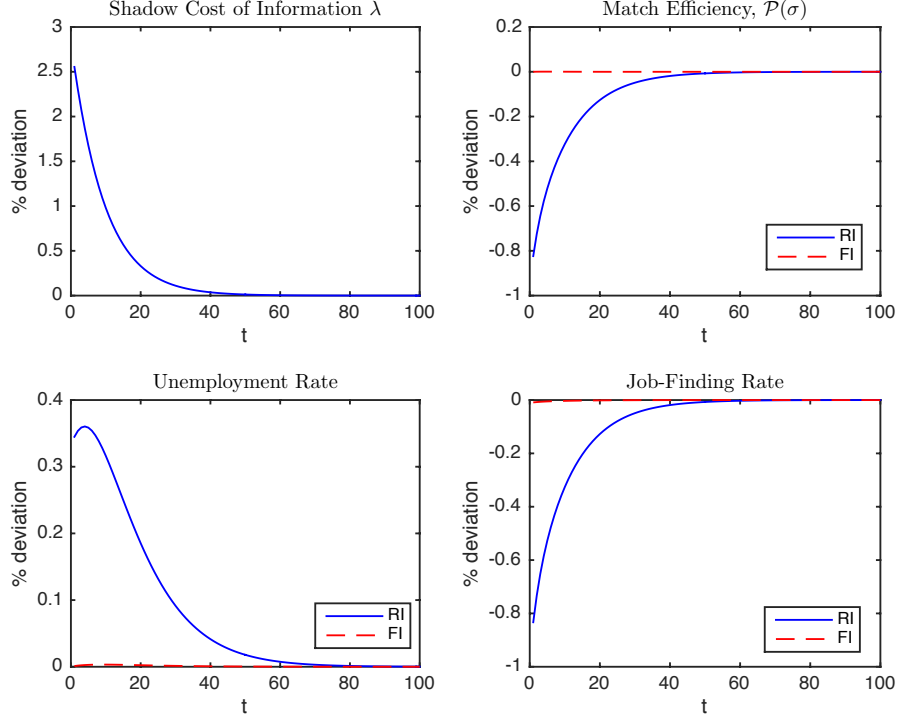 Shadow Cost of Information λ
3
2.5
2
1.5
1
0.5
0
% deviation
0 20 40 60 80 100
t
Match Efficiency, 𝒫(σ)
0.2
0
-0.2
-0.4
-0.6
-0.8
-1
% deviation
RI
FI
0 20 40 60 80 100
t
Unemployment Rate
0.4
0.3
0.2
0.1
0
% deviation
RI
FI
0 20 40 60 80 100
t
Job-Finding Rate
0
-0.2
-0.4
-0.6
-0.8
-1
% deviation
RI
FI
0 20 40 60 80 100
t